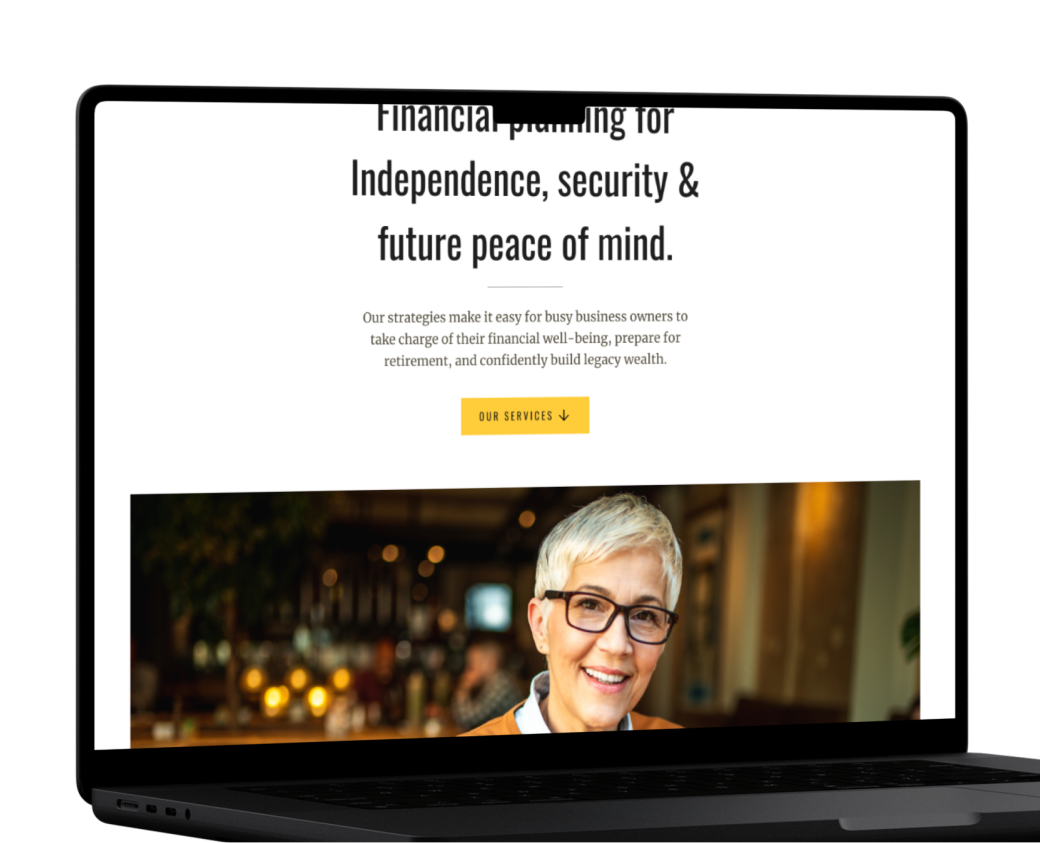 Financial planning for
Independence, security &
future peace of mind.
Our strategies make it easy for busy business owners to
take charge of their financial well-being, prepare for
retirement, and confidently build legacy wealth.
OUR SERVICES ↓